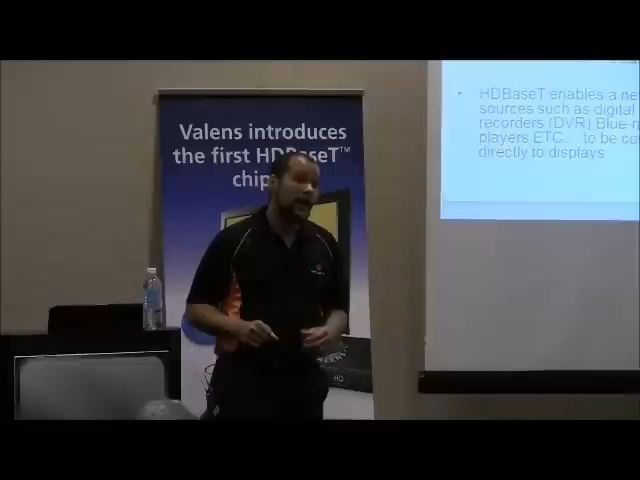 Valens introduces
the first HDBaseT™
chip
• HDBaseT enables a ne
sources such as digital
recorders (DVR) Blue-r
players ETC... to be co
directly to displays
HD